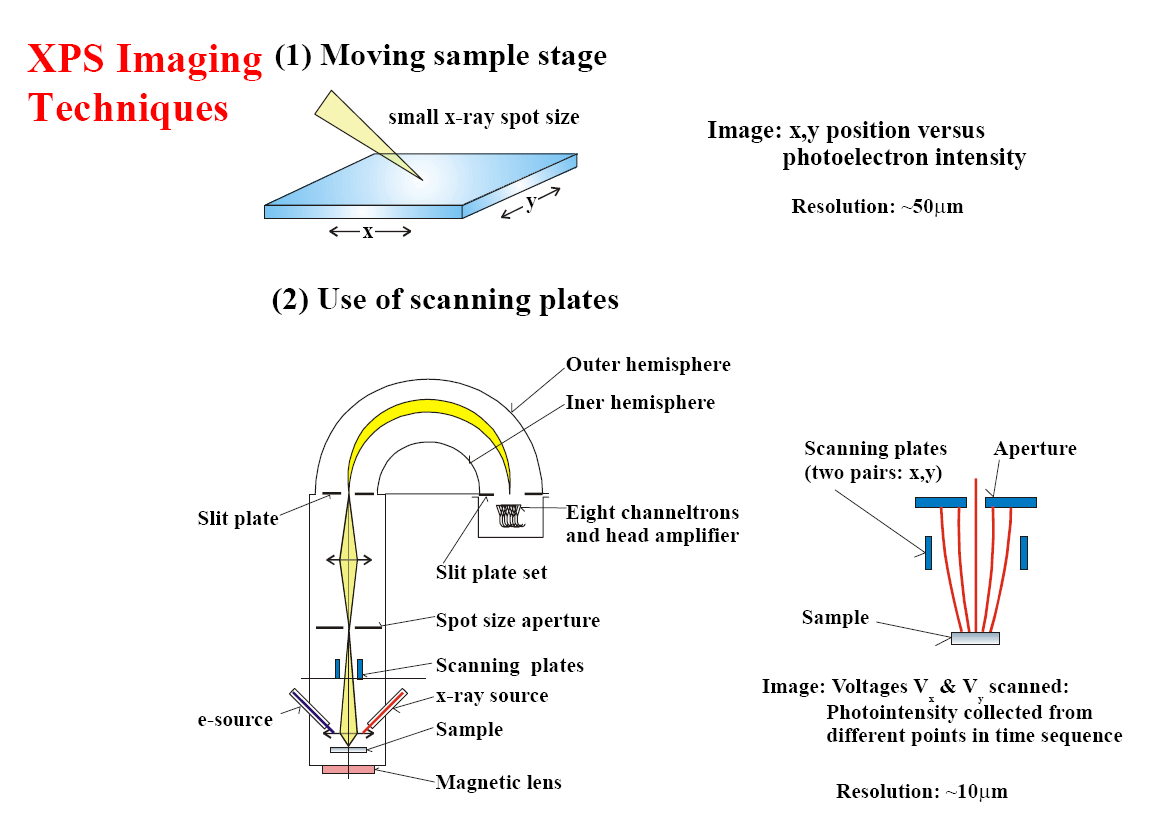 XPS Imaging
Techniques
(1) Moving sample stage
small x-ray spot size
x
y
Image: x,y position versus
photoelectron intensity
Resolution: ~50μm
(2) Use of scanning plates
Outer hemisphere
Iner hemisphere
Slit plate
Eight channeltrons
and head amplifier
Slit plate set
Spot size aperture
Scanning plates
x-ray source
e-source
Sample
Magnetic lens
Scanning plates
(two pairs: x,y)
Aperture
Sample
Image: Voltages Vx & Vy scanned:
Photointensity collected from
different points in time sequence
Resolution: ~10μm